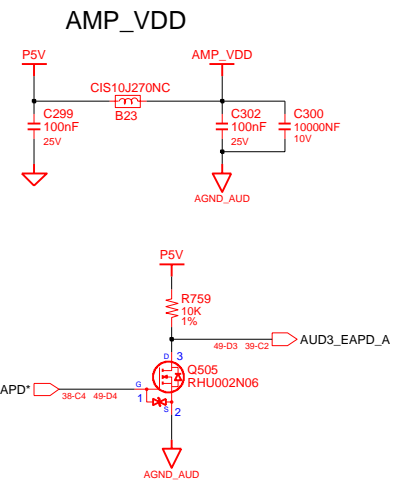 AMP_VDD
P5V
AMP_VDD
CIS10J270NC
B23
C299
100nF
25V
C302
100nF
25V
C300
10000NF
10V
AGND_AUD
P5V
R759
10K
1%
49-D3 39-C2
AUD3_EAPD_A
D 3
Q505
RHU002N06
APD*
38-C4 49-D4
G
1
S
2
AGND_AUD